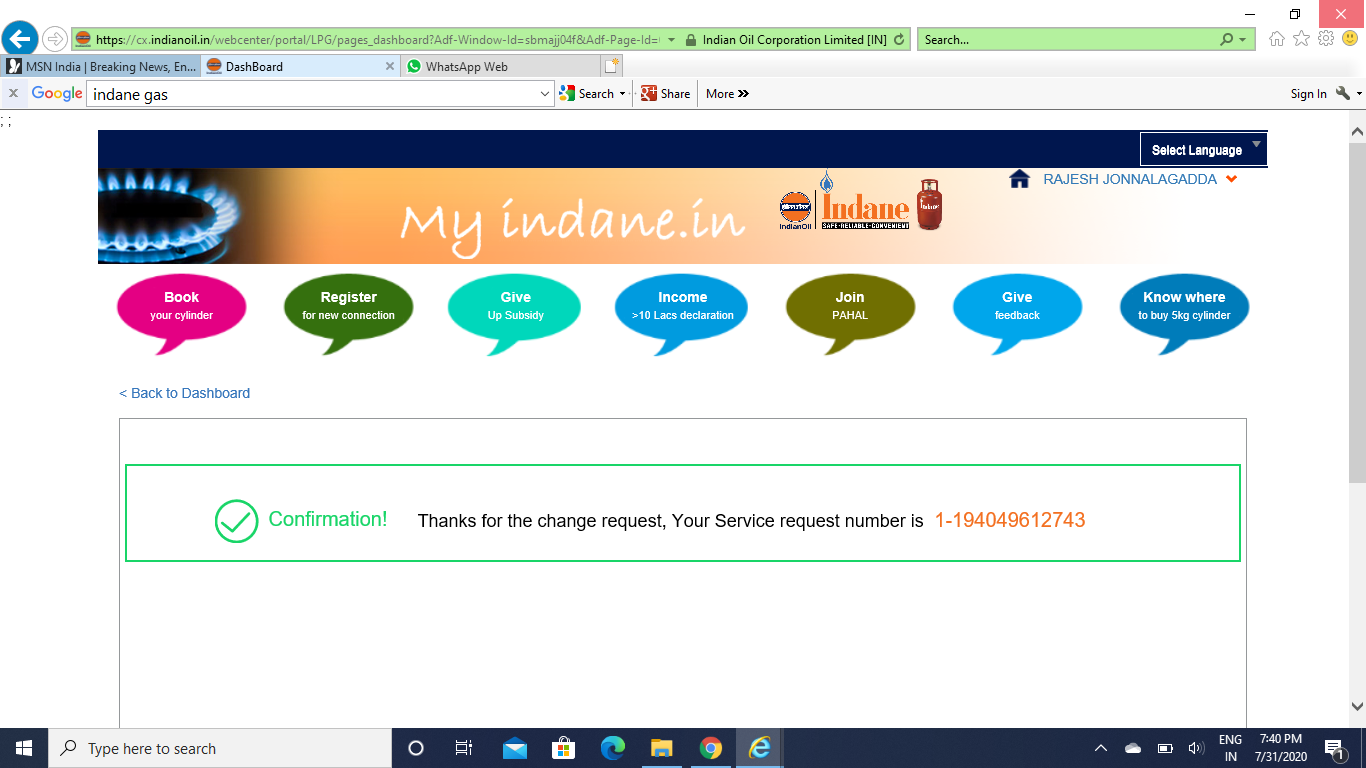 https://cx.indianoil.in/webcenter/portal/LPG/pages_dashboard?Adf-Window-Id=sbmajj04f&Adf-Page-Id=
Indian Oil Corporation Limited [IN]
Search...
MSN India | Breaking News, En...
DashBoard
WhatsApp Web
x Google
indane gas
Search
Share
More »
Sign In
; ;
Select Language
RAJESH JONNALAGADDA
My indane.in
IndianOil
Indane
SAFE·RELIABLE·CONVENIENT
Book
your cylinder
Register
for new connection
Give
Up Subsidy
Income
>10 Lacs declaration
Join
PAHAL
Give
feedback
Know where
to buy 5kg cylinder
< Back to Dashboard
Confirmation!
Thanks for the change request, Your Service request number is 1-194049612743
Type here to search
ENG
IN
7:40 PM
7/31/2020
1